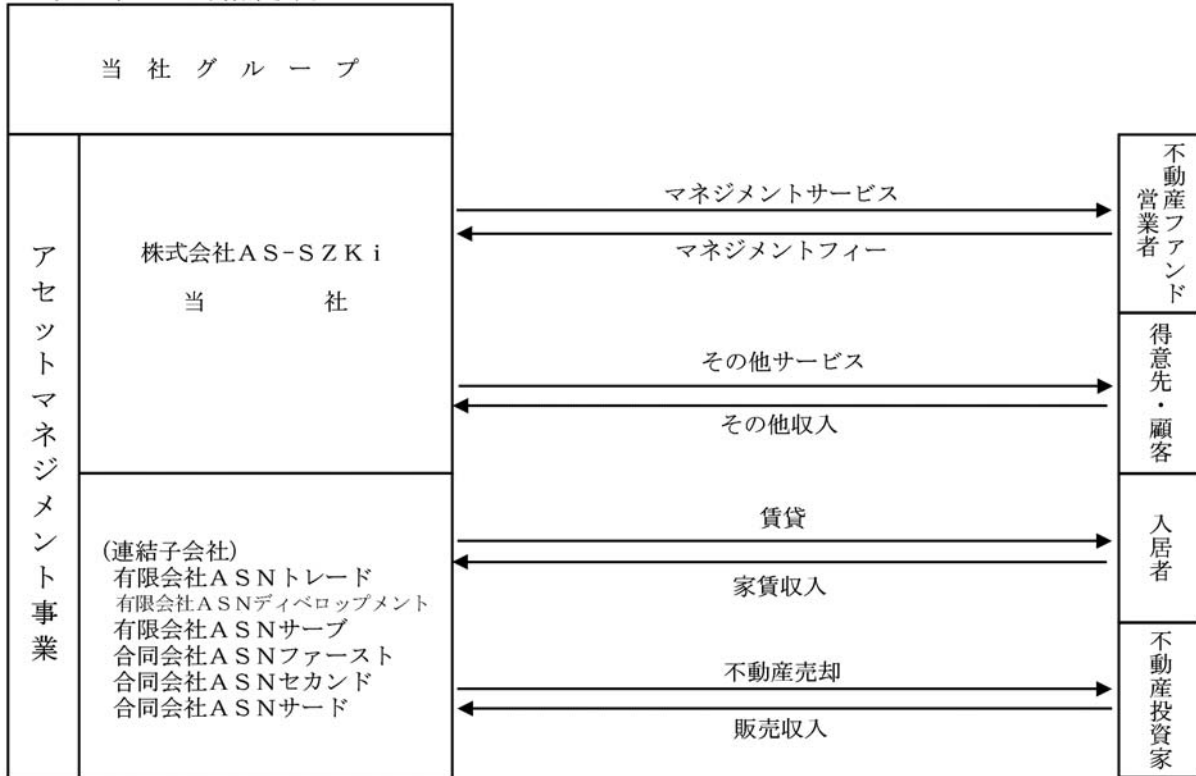 当社グループ
アセットマネジメント事業
株式会社ＡＳ-ＳＺＫｉ
当社
マネジメントサービス
マネジメントフィー
不動産ファンド
営業者
その他サービス
その他収入
得意先・顧客
(連結子会社)
有限会社ＡＳＮトレード
有限会社ＡＳＮディベロップメント
有限会社ＡＳＮサーブ
合同会社ＡＳＮファースト
合同会社ＡＳＮセカンド
合同会社ＡＳＮサード
賃貸
家賃収入
入居者
不動産売却
販売収入
不動産投資家